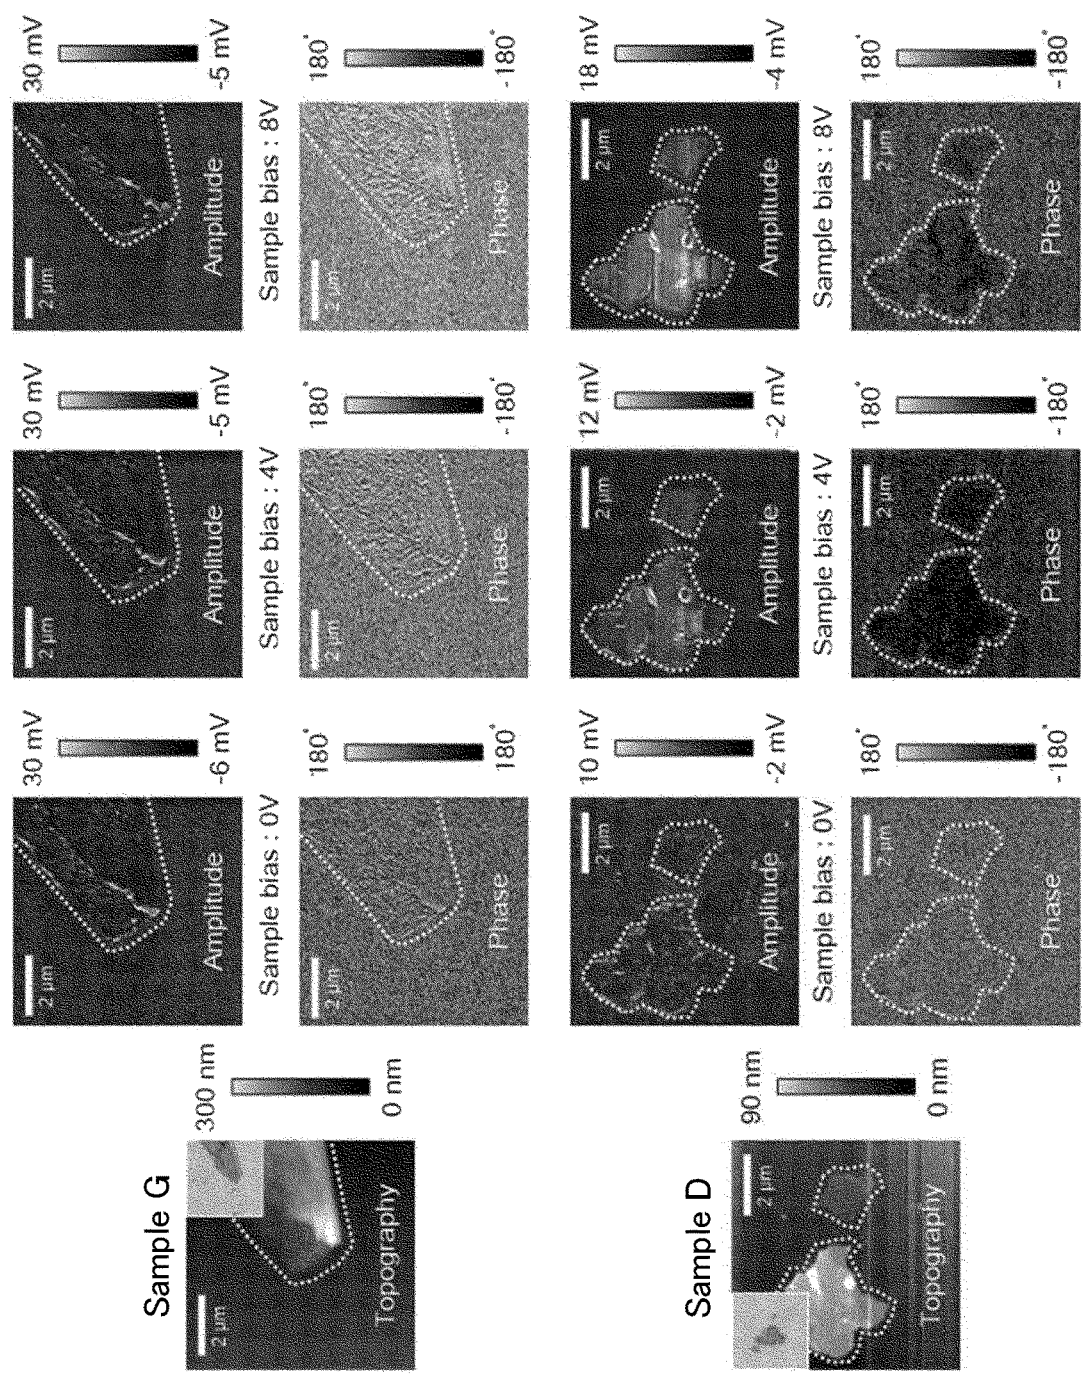 Sample G
2 μm
Topography
300 nm
0 nm
2 μm
Amplitude
30 mV
-6 mV
2 μm
Amplitude
30 mV
-5 mV
2 μm
Amplitude
30 mV
-5 mV
Sample bias : 0V
Sample bias : 4V
Sample bias : 8V
2 μm
Phase
180°
180°
2 μm
Phase
180°
-180°
2 μm
Phase
180°
-180°
Sample D
2 μm
Topography
90 nm
0 nm
2 μm
Amplitude
10 mV
-2 mV
2 μm
Amplitude
12 mV
-2 mV
2 μm
Amplitude
18 mV
-4 mV
Sample bias : 0V
Sample bias : 4V
Sample bias : 8V
2 μm
Phase
180°
-180°
2 μm
Phase
180°
-180°
2 μm
Phase
180°
-180°